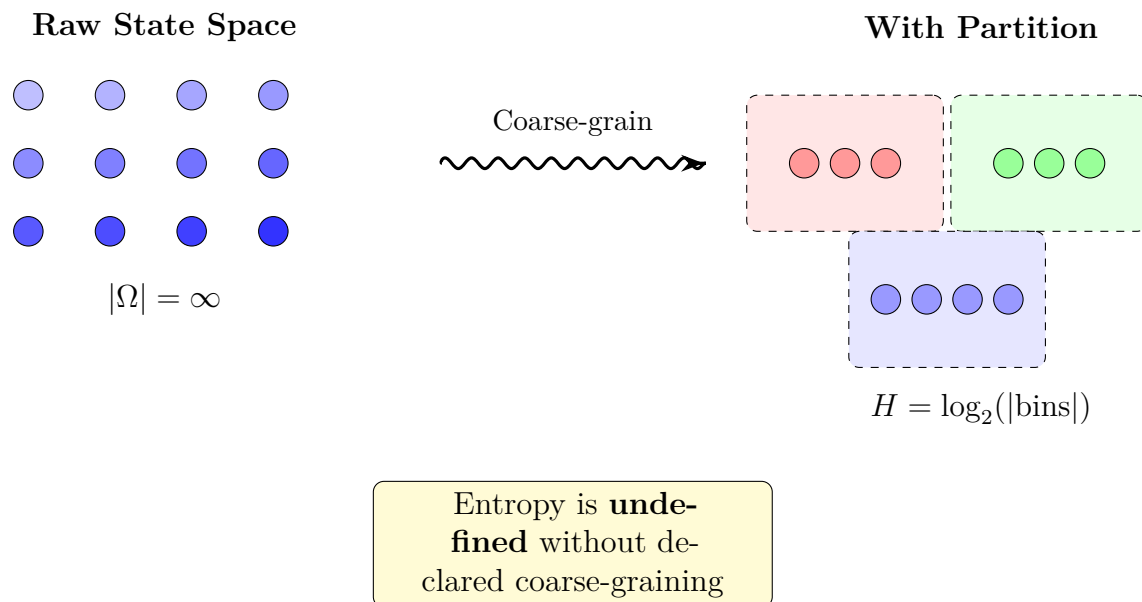 Raw State Space
With Partition
Coarse-grain
|Ω| = ∞
H = log₂(|bins|)
Entropy is unde-
fined without de-
clared coarse-graining